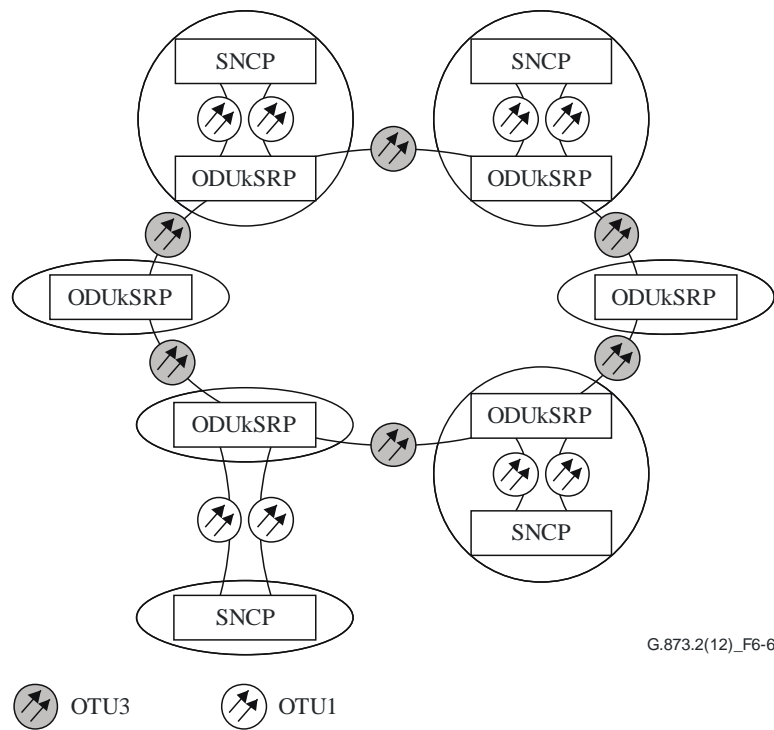 SNCP SNCP
ODUkSRP ODUkSRP
ODUkSRP ODUkSRP
ODUkSRP ODUkSRP
SNCP
SNCP
G.873.2(12)_F6-6
OTU3 OTU1